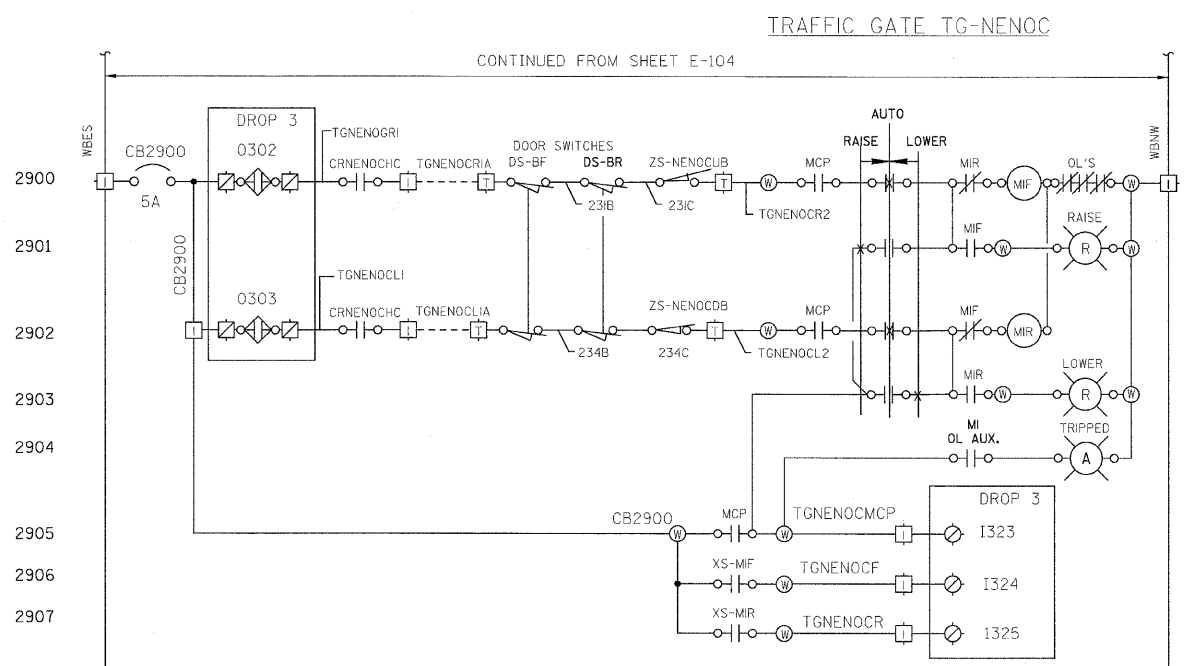 TRAFFIC GATE TG-NENOC
CONTINUED FROM SHEET E-104
WBES
WBNW
DROP 3
AUTO
RAISE
LOWER
2900
CB2900
5A
O302
TGNENOGRI
CRNENOCHC
I
I
TGNENOCRIA
T
DOOR SWITCHES
DS-BF
DS-BR
ZS-NENOCUB
231B
231C
T
TGNENOCR2
W
MCP
X
MIR
MIF
OL'S
W
I
2901
CB2900
X
MIF
W
RAISE
R
W
2902
I
O303
TGNENOCLI
CRNENOCHC
I
TGNENOCLIA
T
234B
ZS-NENOCDB
234C
T
TGNENOCL2
W
MCP
X
MIF
MIR
2903
X
MIR
W
LOWER
R
W
2904
MI
OL AUX.
TRIPPED
A
DROP 3
2905
CB2900
W
MCP
W
TGNENOCMCP
I
I323
2906
XS-MIF
W
TGNENOCF
I
I324
2907
XS-MIR
W
TGNENOCR
I
I325